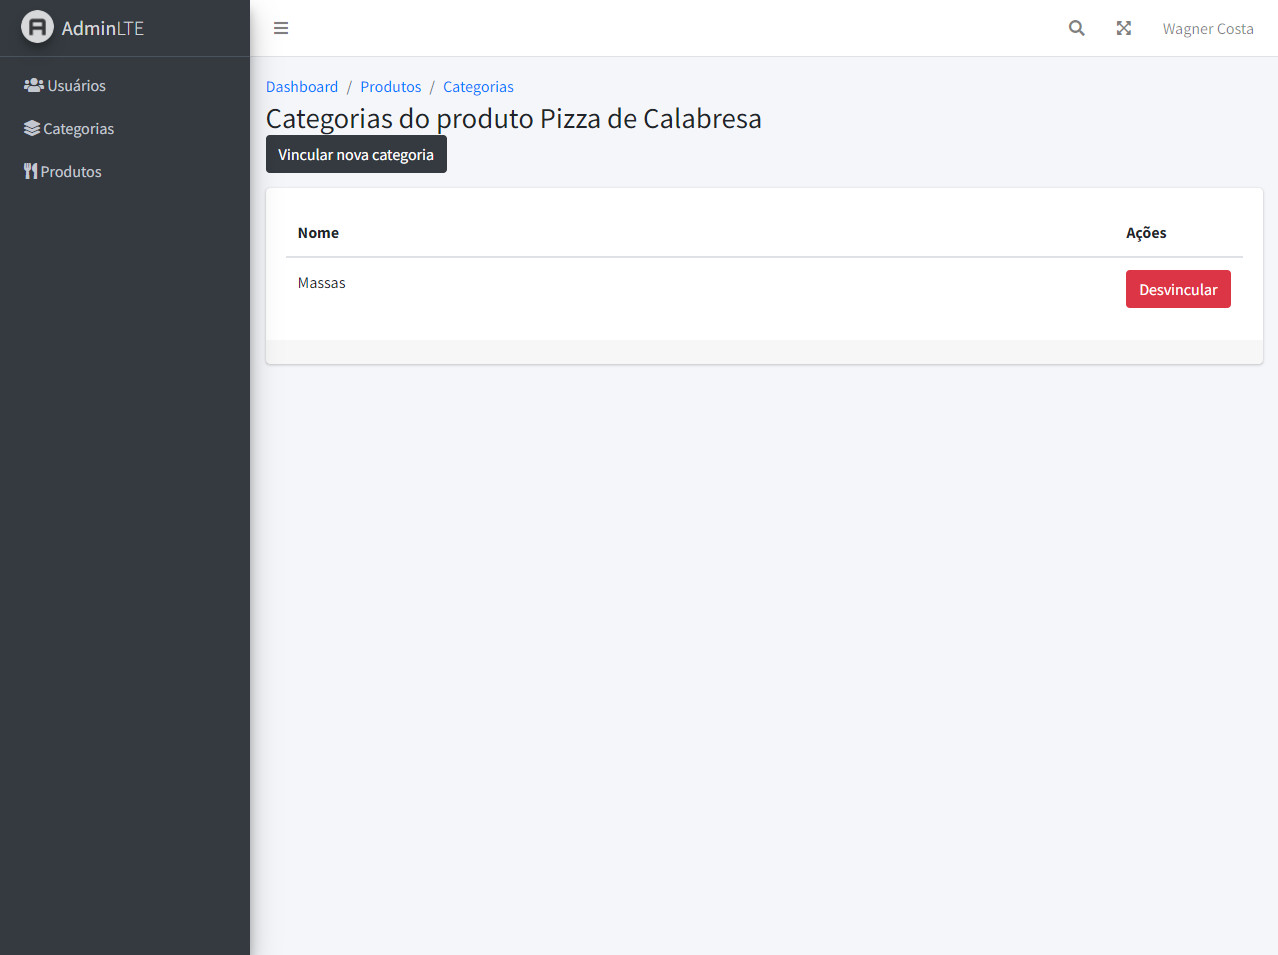 AdminLTE
Wagner Costa
Usuários
Categorias
Produtos
Dashboard / Produtos / Categorias
Categorias do produto Pizza de Calabresa
Vincular nova categoria
Nome Ações
Massas Desvincular